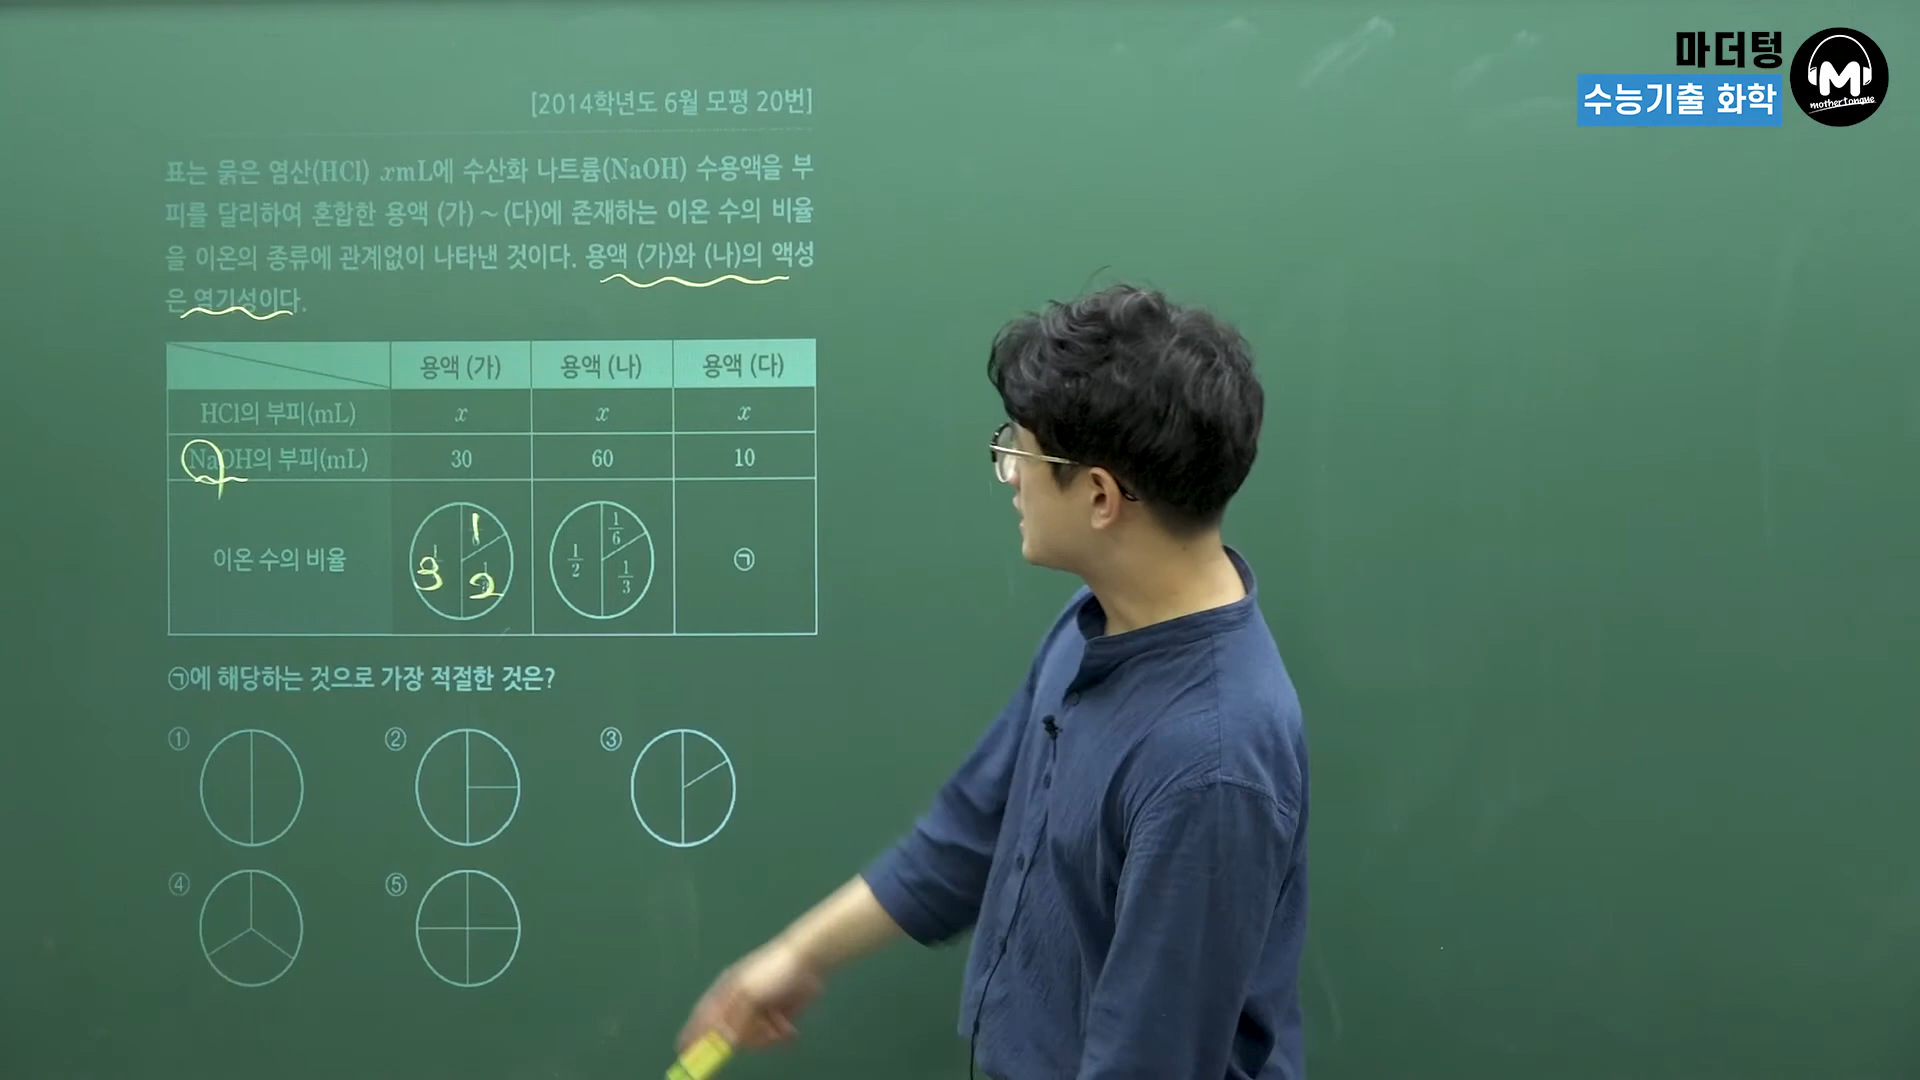 마더텅
수능기출 화학
mothertongue
[2014학년도 6월 모평 20번]
표는 묽은 염산(HCl) xmL에 수산화 나트륨(NaOH) 수용액을 부
피를 달리하여 혼합한 용액 (가)~(다)에 존재하는 이온 수의 비율
을 이온의 종류에 관계없이 나타낸 것이다. 용액 (가)와 (나)의 액성
은 염기성이다.
용액 (가) 용액 (나) 용액 (다)
HCl의 부피(mL) x x x
NaOH의 부피(mL) 30 60 10
이온 수의 비율 3 1 2 1/2 1/6 1/3 ㉠
㉠에 해당하는 것으로 가장 적절한 것은?
① ② ③
④ ⑤